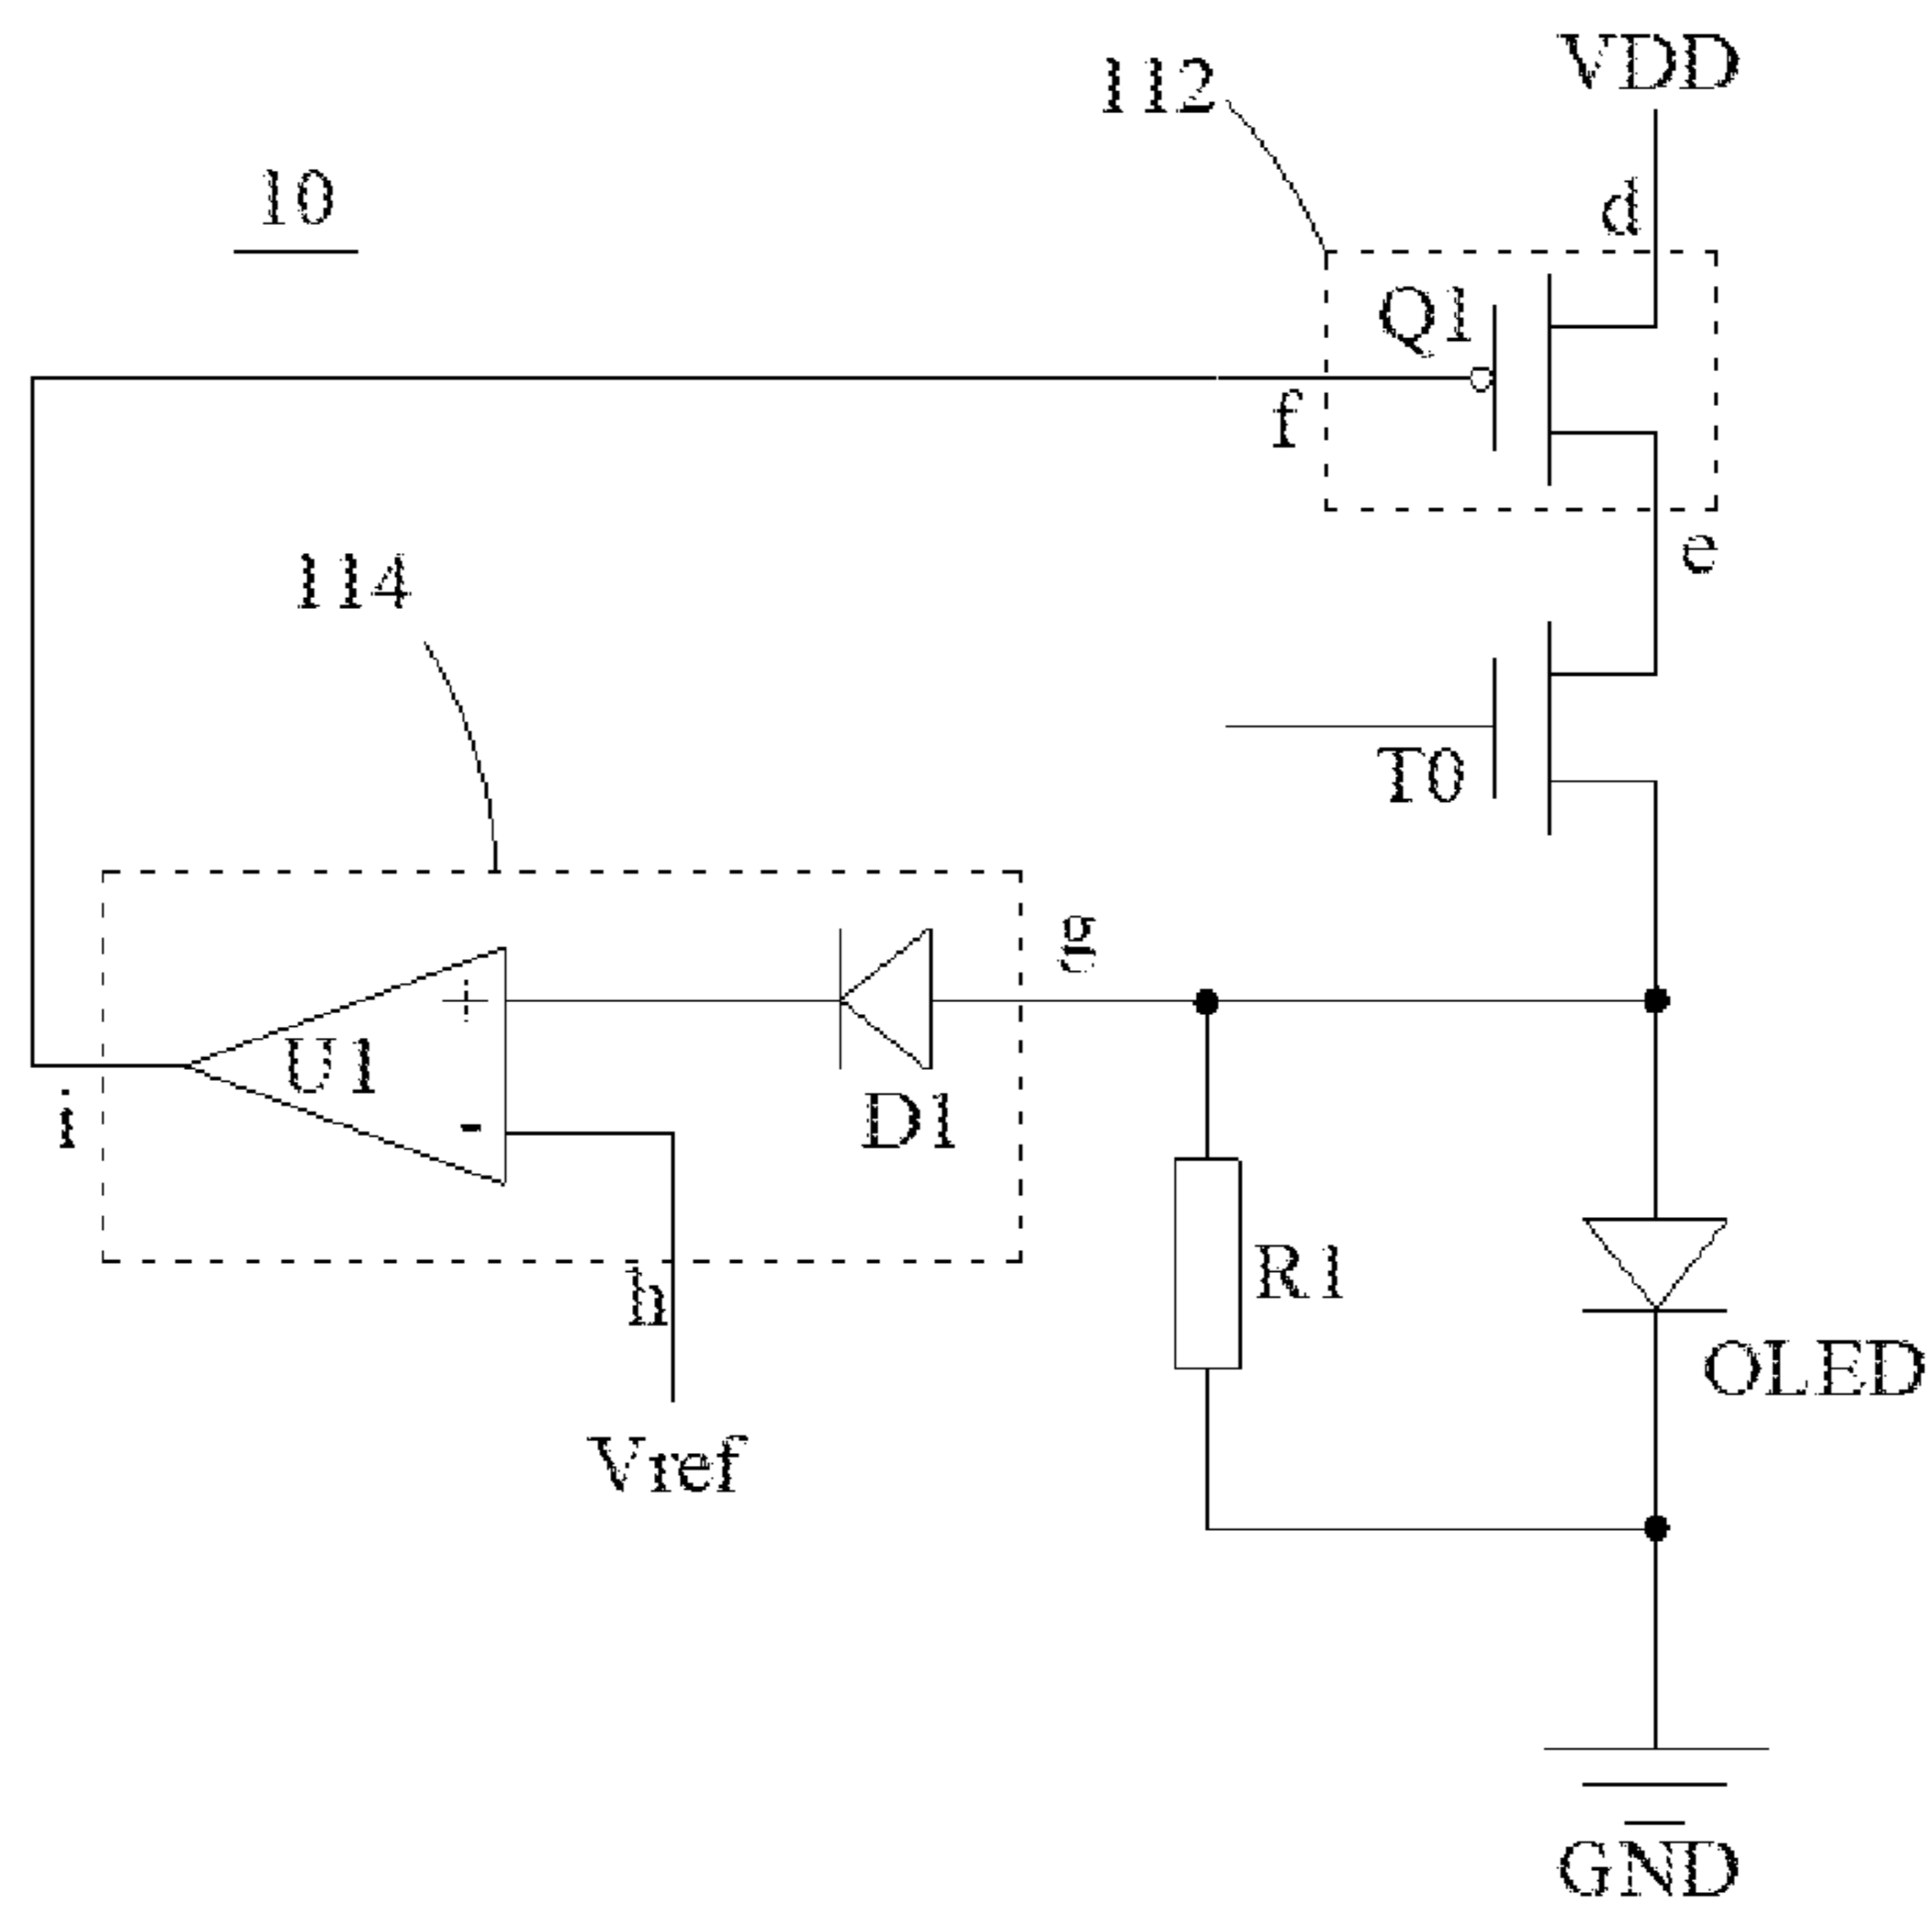 VDD
112
10
d
Q1
f
e
114
T0
g
+
U1
-
D1
i
h
R1
OLED
Vref
GND